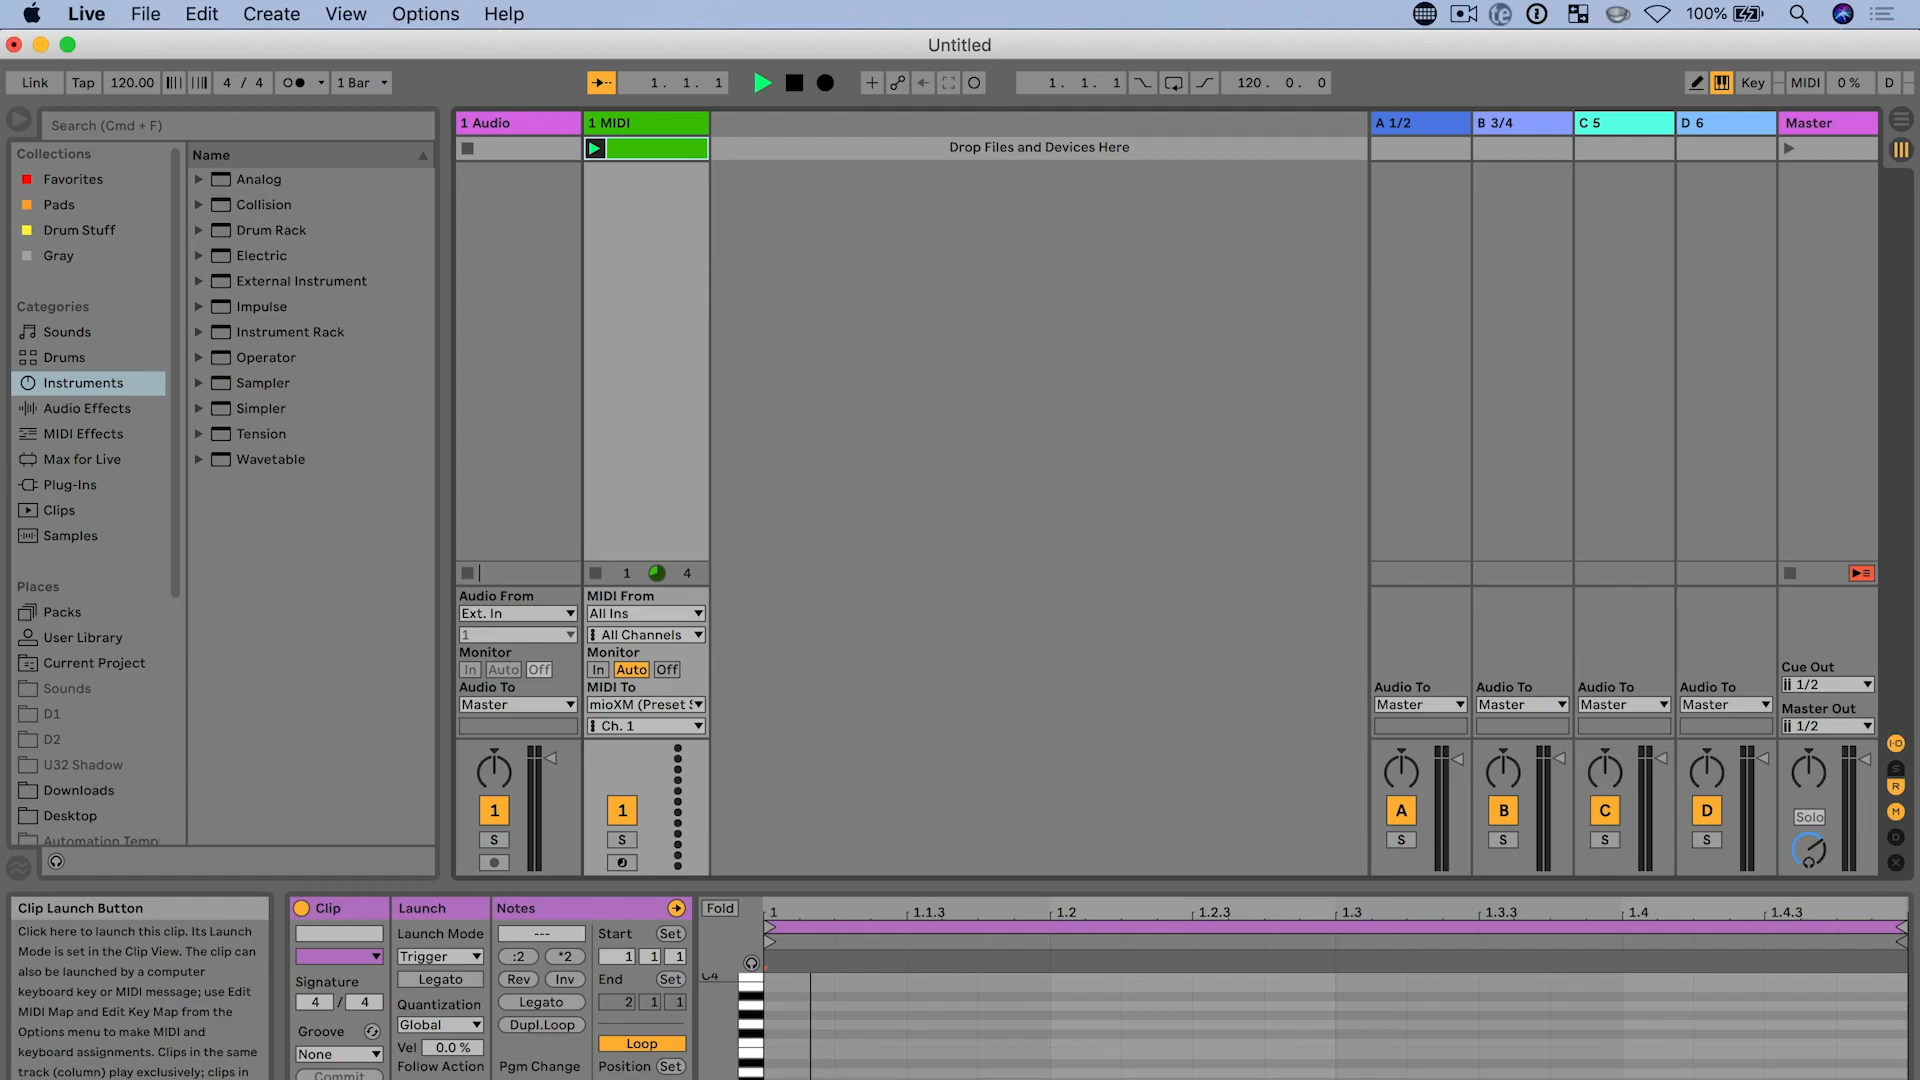 Live File Edit Create View Options Help 100%
Untitled
Link Tap 120.00 4 / 4 1 Bar 1. 1. 1 1. 1. 1 120. 0. 0 Key MIDI 0 % D
Search (Cmd + F)
Collections
Favorites
Pads
Drum Stuff
Gray
Categories
Sounds
Drums
Instruments
Audio Effects
MIDI Effects
Max for Live
Plug-Ins
Clips
Samples
Places
Packs
User Library
Current Project
Sounds
D1
D2
U32 Shadow
Downloads
Desktop
Automation Temp
Name
Analog
Collision
Drum Rack
Electric
External Instrument
Impulse
Instrument Rack
Operator
Sampler
Simpler
Tension
Wavetable
1 Audio 1 MIDI A 1/2 B 3/4 C 5 D 6 Master
Drop Files and Devices Here
1 4
Audio From MIDI From
Ext. In All Ins
1 All Channels
Monitor Monitor
In Auto Off In Auto Off
Cue Out
1/2
Audio To MIDI To Audio To Audio To Audio To Audio To
Master mioXM (Preset Master Master Master Master
Master Out
Ch. 1 1/2
1 1 A B C D Solo
S S S S S S
I·O
S
R
M
D
X
Clip Launch Button
Click here to launch this clip. Its Launch
Mode is set in the Clip View. The clip can
also be launched by a computer
keyboard key or MIDI message; use Edit
MIDI Map and Edit Key Map from the
Options menu to make MIDI and
keyboard assignments. Clips in the same
track (column) play exclusively; clips in
Clip
Signature
4 / 4
Groove
None
Commit
Launch
Launch Mode
Trigger
Legato
Quantization
Global
Vel 0.0 %
Follow Action
Notes
---
:2 *2
Rev Inv
Legato
Dupl.Loop
Pgm Change
Start Set
1 1 1
End Set
2 1 1
Loop
Position Set
Fold
1 1.1.3 1.2 1.2.3 1.3 1.3.3 1.4 1.4.3
C4